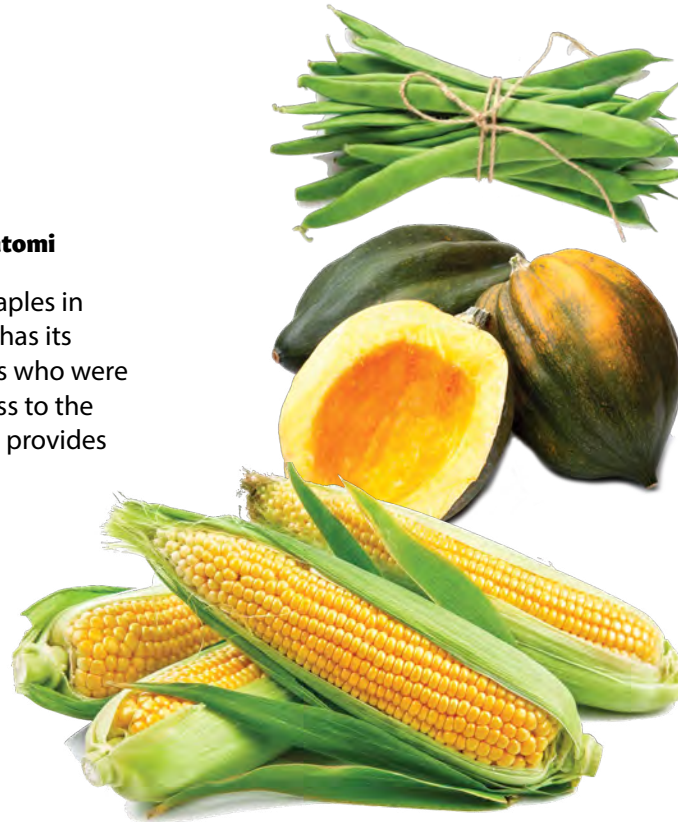 tomi
aples in
has its
s who were
ss to the
provides